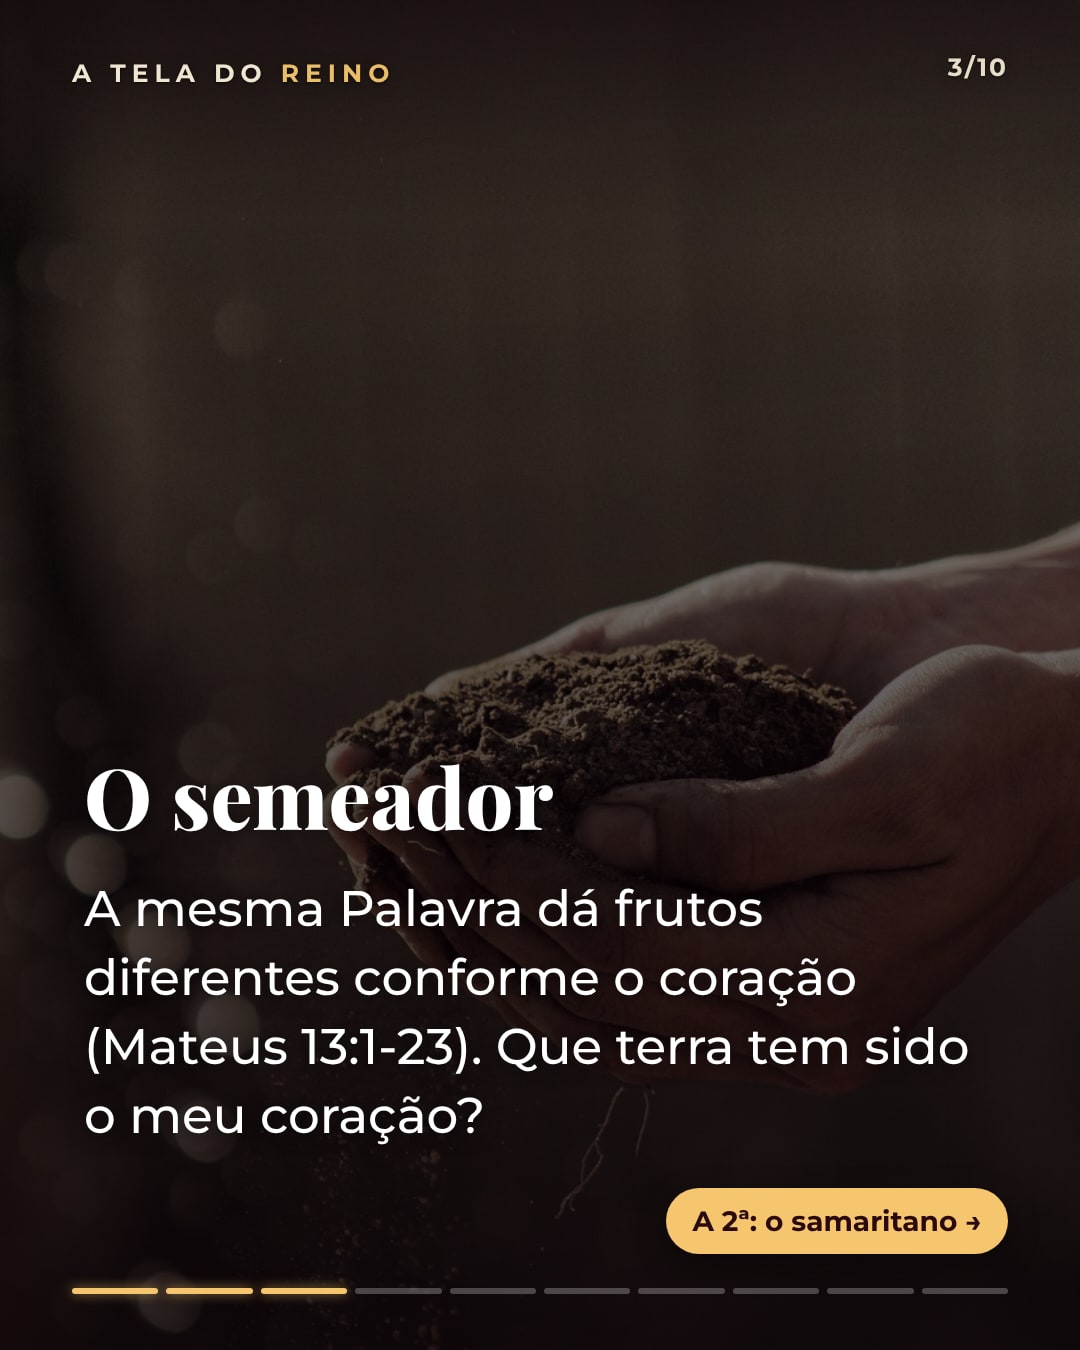 A TELA DO REINO
3/10
O semeador
A mesma Palavra dá frutos
diferentes conforme o coração
(Mateus 13:1-23). Que terra tem sido
o meu coração?
A 2ª: o samaritano →